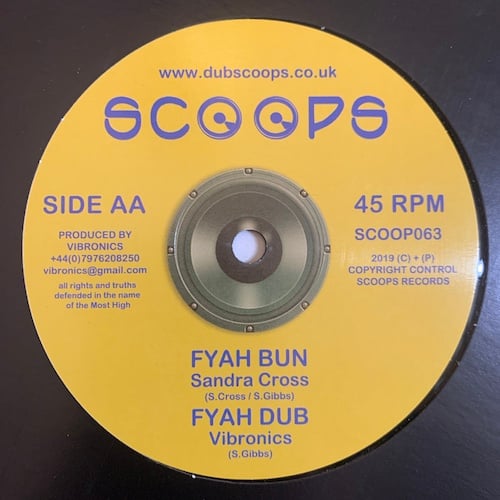 www.dubscoops.co.uk
SCOOPS
SIDE AA
45 RPM
PRODUCED BY
VIBRONICS
+44(0)7976208250
vibronics@gmail.com
all rights and truths
defended in the name
of the Most High
SCOOP063
2019 (C) + (P)
COPYRIGHT CONTROL
SCOOPS RECORDS
FYAH BUN
Sandra Cross
(S.Cross / S.Gibbs)
FYAH DUB
Vibronics
(S.Gibbs)